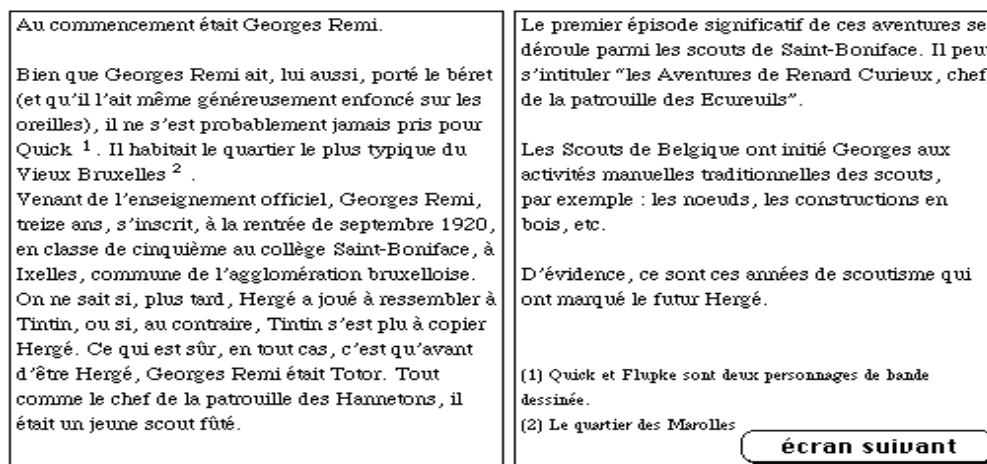 Au commencement était Georges Remi.
Bien que Georges Remi ait, lui aussi, porté le béret
(et qu'il l'ait même généreusement enfoncé sur les
oreilles), il ne s'est probablement jamais pris pour
Quick 1 . Il habitait le quartier le plus typique du
Vieux Bruxelles 2 .
Venant de l'enseignement officiel, Georges Remi,
treize ans, s'inscrit, à la rentrée de septembre 1920,
en classe de cinquième au collège Saint-Boniface, à
Ixelles, commune de l'agglomération bruxelloise.
On ne sait si, plus tard, Hergé a joué à ressembler à
Tintin, ou si, au contraire, Tintin s'est plu à copier
Hergé. Ce qui est sûr, en tout cas, c'est qu'avant
d'être Hergé, Georges Remi était Totor. Tout
comme le chef de la patrouille des Hannetons, il
était un jeune scout fûté.
Le premier épisode significatif de ces aventures se
déroule parmi les scouts de Saint-Boniface. Il peut
s'intituler "les Aventures de Renard Curieux, chef
de la patrouille des Ecureuils".
Les Scouts de Belgique ont initié Georges aux
activités manuelles traditionnelles des scouts,
par exemple : les noeuds, les constructions en
bois, etc.
D'évidence, ce sont ces années de scoutisme qui
ont marqué le futur Hergé.
(1) Quick et Flupke sont deux personnages de bande
dessinée.
(2) Le quartier des Marolles
écran suivant